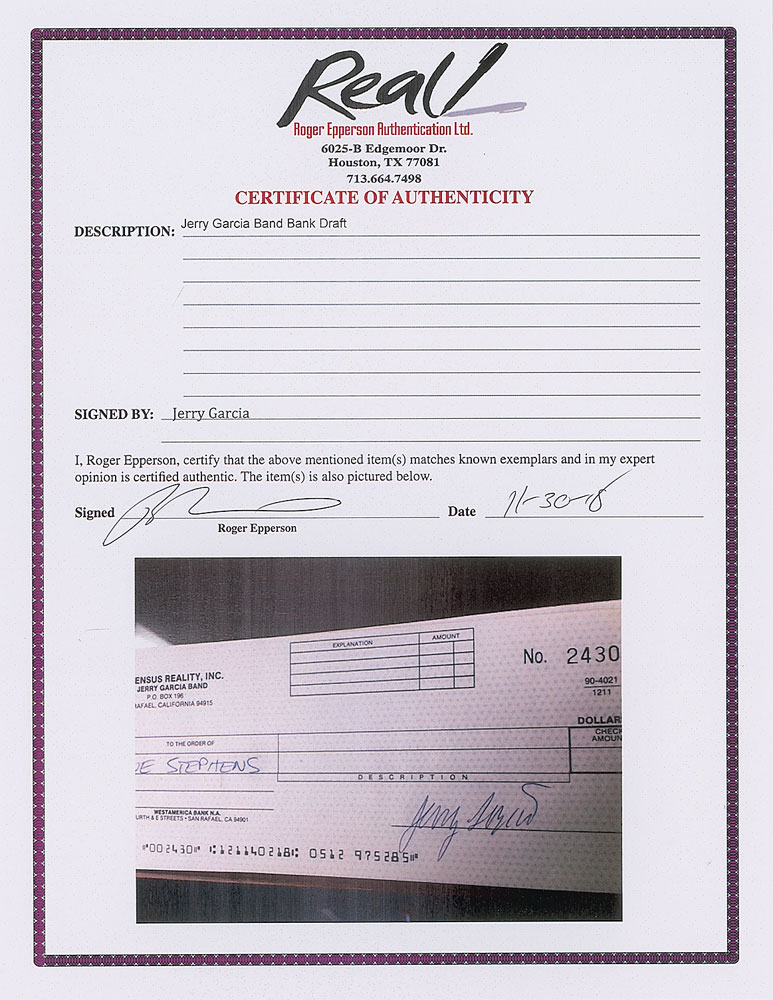 Real!
Roger Epperson Authentication Ltd.
6025-B Edgemoor Dr.
Houston, TX 77081
713.664.7498
CERTIFICATE OF AUTHENTICITY
DESCRIPTION: Jerry Garcia Band Bank Draft
SIGNED BY: Jerry Garcia
I, Roger Epperson, certify that the above mentioned item(s) matches known exemplars and in my expert
opinion is certified authentic. The item(s) is also pictured below.
Signed Date 11-30-18
Roger Epperson
EXPLANATION AMOUNT
No. 2430
ENSUS REALITY, INC.
JERRY GARCIA BAND
P.O. BOX 196
AFAEL, CALIFORNIA 94915
90-4021
1211
DOLLAR
CHECK
AMOUN
TO THE ORDER OF
E STEPHENS
DESCRIPTION
WESTAMERICA BANK N.A.
URTH & E STREETS • SAN RAFAEL, CA 94901
Jerry Garcia
⑈002430⑈ ⑆121140218⑆ 0512 975285⑈